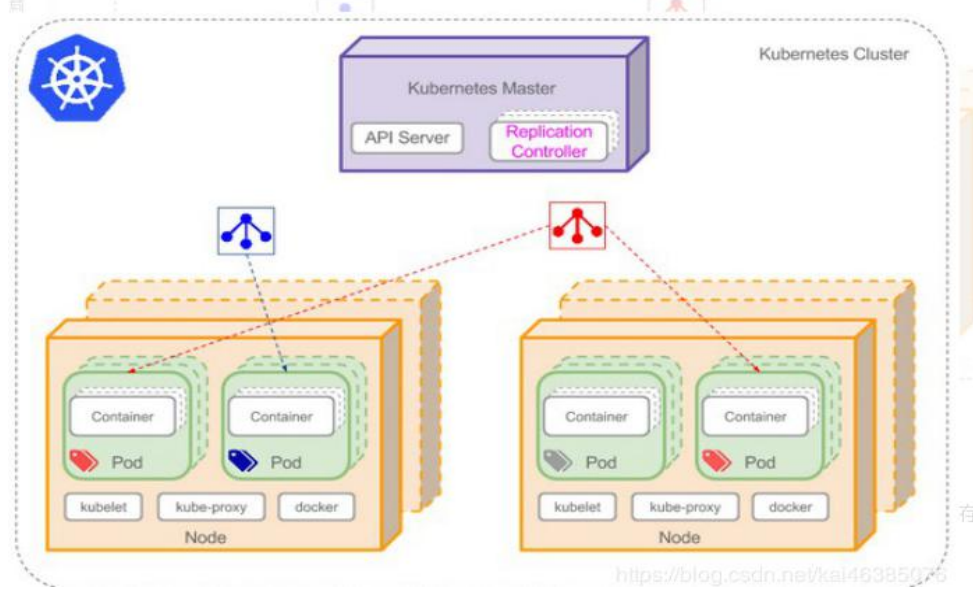 Kubernetes Cluster
Kubernetes Master
API Server
Replication
Controller
Container
Container
Container
Container
Pod
Pod
Pod
Pod
kubelet
kube-proxy
docker
kubelet
kube-proxy
docker
Node
Node
存
https://blog.csdn.net/kai46385076